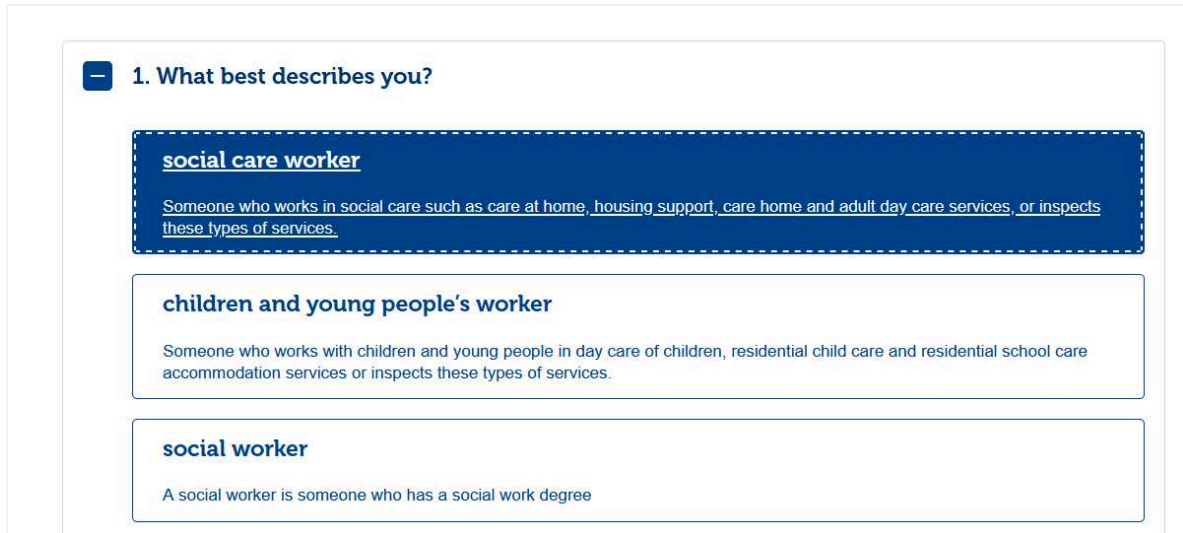 1. What best describes you?
social care worker
Someone who works in social care such as care at home, housing support, care home and adult day care services, or inspects
these types of services.
children and young people’s worker
Someone who works with children and young people in day care of children, residential child care and residential school care
accommodation services or inspects these types of services.
social worker
A social worker is someone who has a social work degree